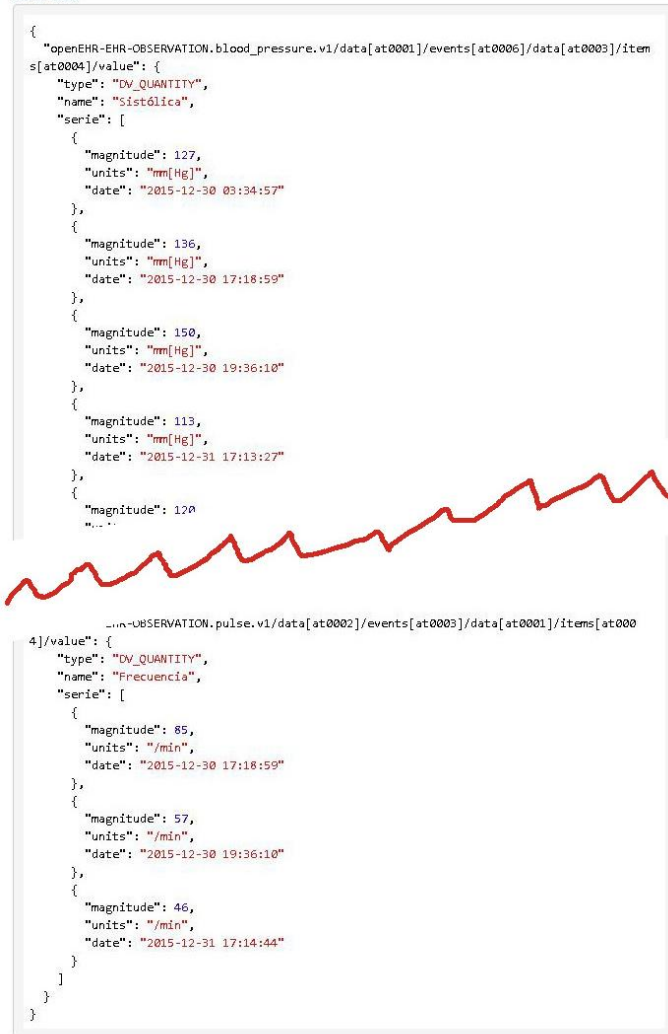 {
"openEHR-EHR-OBSERVATION.blood_pressure.v1/data[at0001]/events[at0006]/data[at0003]/item
s[at0004]/value": {
"type": "DV_QUANTITY",
"name": "Sistólica",
"serie": [
{
"magnitude": 127,
"units": "mm[Hg]",
"date": "2015-12-30 03:34:57"
},
{
"magnitude": 136,
"units": "mm[Hg]",
"date": "2015-12-30 17:18:59"
},
{
"magnitude": 150,
"units": "mm[Hg]",
"date": "2015-12-30 19:36:10"
},
{
"magnitude": 113,
"units": "mm[Hg]",
"date": "2015-12-31 17:13:27"
},
{
"magnitude": 120
-OBSERVATION.pulse.v1/data[at0002]/events[at0003]/data[at0001]/items[at000
4]/value": {
"type": "DV_QUANTITY",
"name": "Frecuencia",
"serie": [
{
"magnitude": 85,
"units": "/min",
"date": "2015-12-30 17:18:59"
},
{
"magnitude": 57,
"units": "/min",
"date": "2015-12-30 19:36:10"
},
{
"magnitude": 46,
"units": "/min",
"date": "2015-12-31 17:14:44"
}
]
}
}